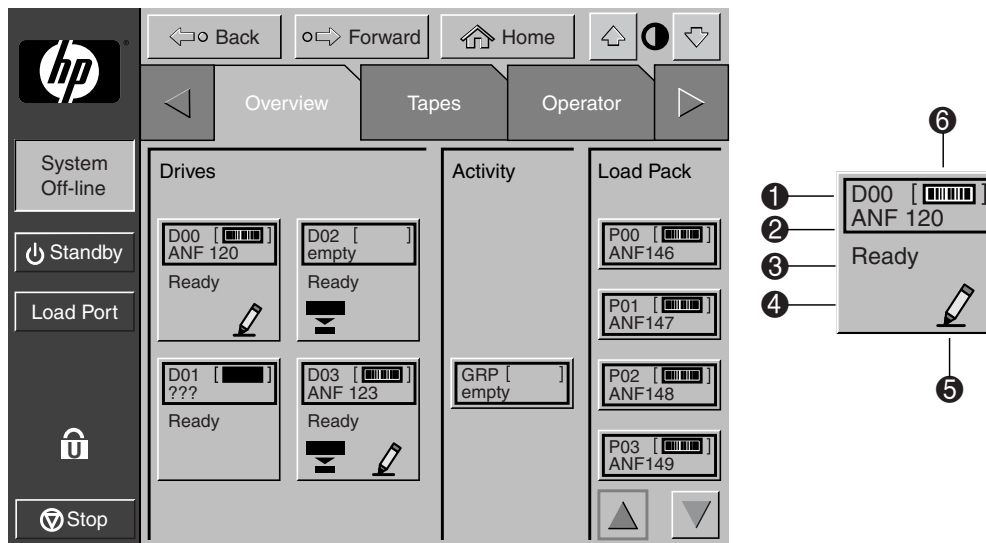 hp
Back
Forward
Home
Overview
Tapes
Operator
System
Off-line
Standby
Load Port
U
Stop
Drives
D00 [ ]
ANF 120
Ready
D02 [ ]
empty
Ready
D01 [ ]
???
Ready
D03 [ ]
ANF 123
Ready
Activity
GRP [ ]
empty
Load Pack
P00 [ ]
ANF146
P01 [ ]
ANF147
P02 [ ]
ANF148
P03 [ ]
ANF149
6
1
2
3
4
D00 [ ]
ANF 120
Ready
5